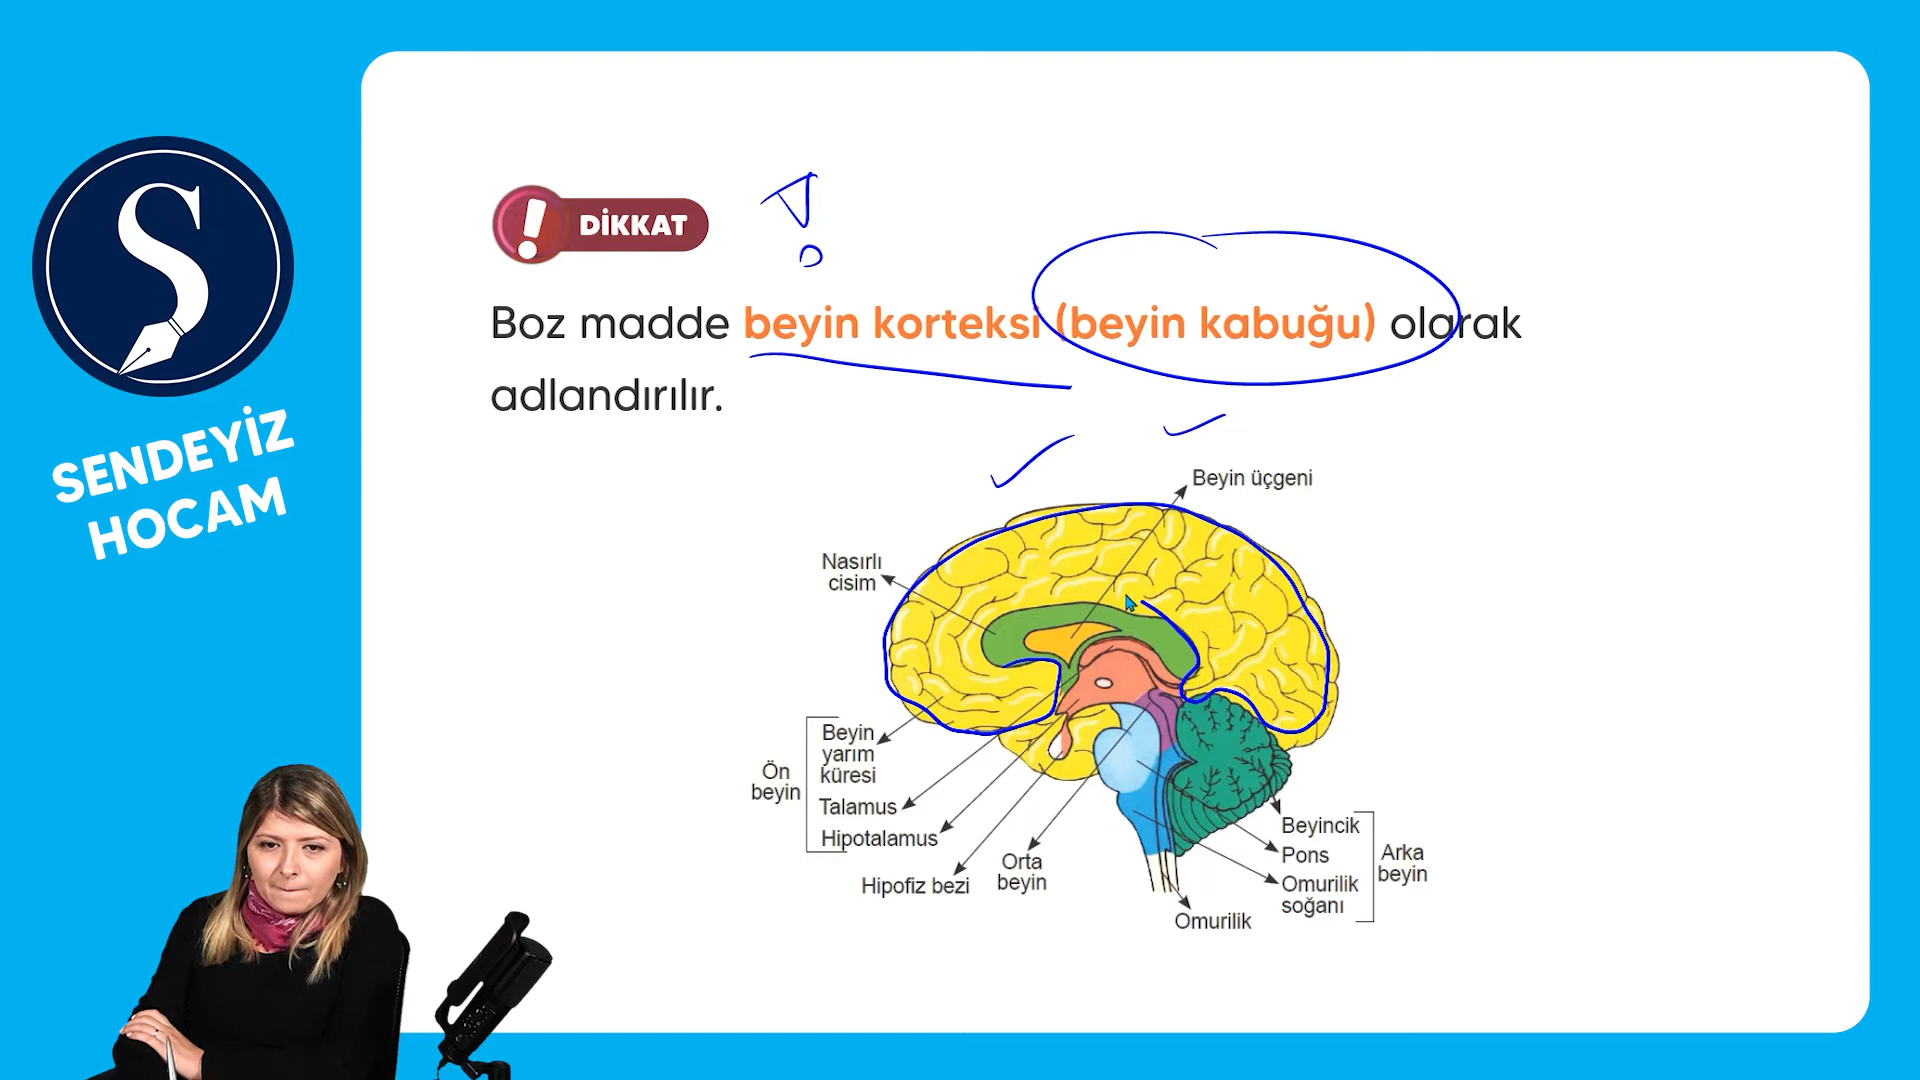 S
SENDEYİZ
HOCAM
! DİKKAT
Boz madde beyin korteksi (beyin kabuğu) olarak
adlandırılır.
Beyin üçgeni
Nasırlı
cisim
Ön
beyin
Beyin
yarım
küresi
Talamus
Hipotalamus
Hipofiz bezi
Orta
beyin
Omurilik
Beyincik
Pons
Omurilik
soğanı
Arka
beyin